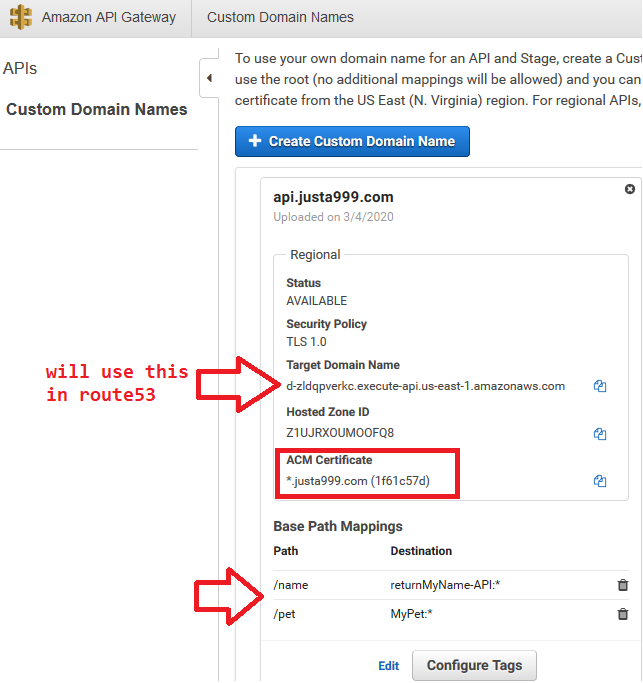 Amazon API Gateway
Custom Domain Names
APIs
Custom Domain Names
To use your own domain name for an API and Stage, create a Cust
use the root (no additional mappings will be allowed) and you can
certificate from the US East (N. Virginia) region. For regional APIs,
Create Custom Domain Name
api.justa999.com
Uploaded on 3/4/2020
Regional
Status
AVAILABLE
Security Policy
TLS 1.0
Target Domain Name
will use this
in route53
d-zldqpverkc.execute-api.us-east-1.amazonaws.com
Hosted Zone ID
Z1UJRXOUMOOFQ8
ACM Certificate
*.justa999.com (1f61c57d)
Base Path Mappings
Path Destination
/name returnMyName-API:*
/pet MyPet:*
Edit Configure Tags